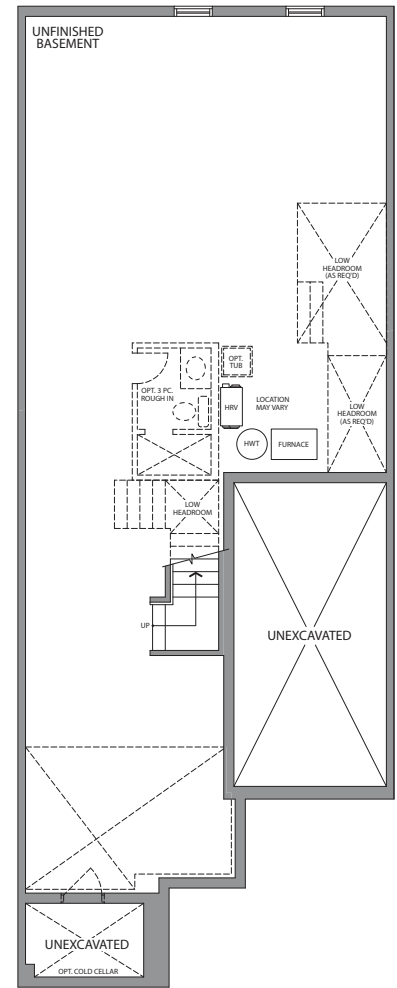 UNFINISHED
BASEMENT
LOW
HEADROOM
(AS REQ'D)
OPT.
TUB
OPT. 3 PC.
ROUGH IN
HRV
LOCATION
MAY VARY
LOW
HEADROOM
(AS REQ'D)
HWT
FURNACE
LOW
HEADROOM
UP
UNEXCAVATED
UNEXCAVATED
OPT. COLD CELLAR